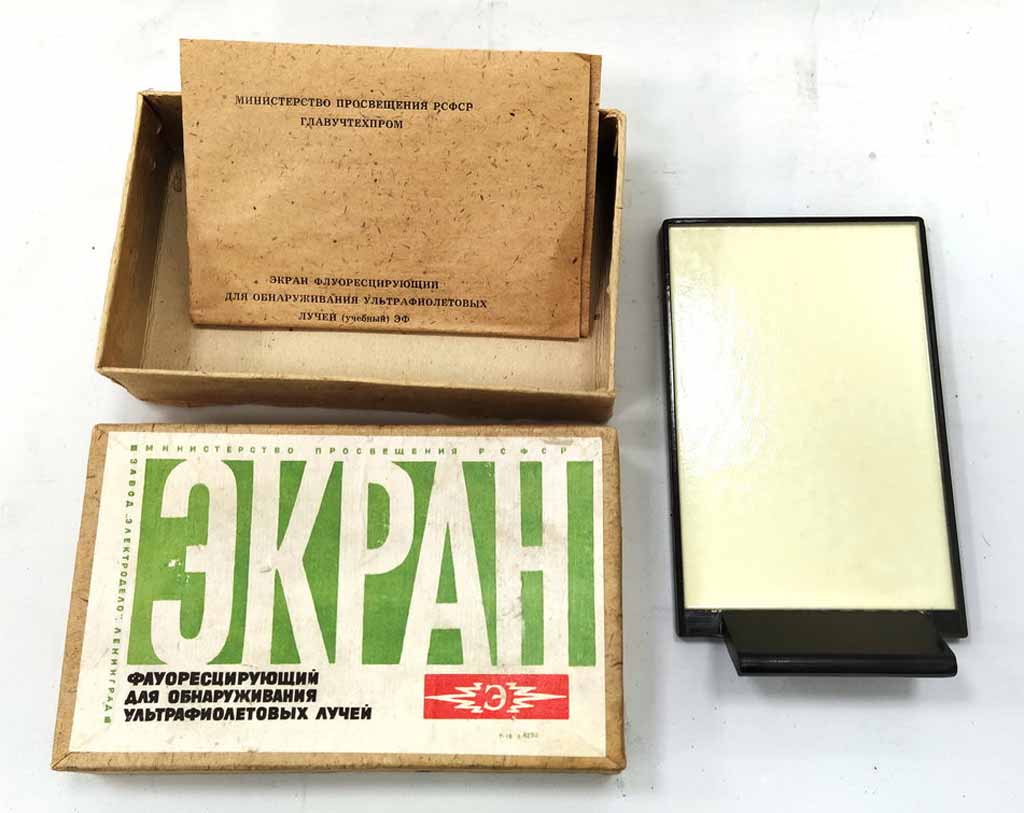 МИНИСТЕРСТВО ПРОСВЕЩЕНИЯ РСФСР
ГЛАВУЧТЕХПРОМ
ЭКРАН ФЛУОРЕСЦИРУЮЩИЙ
ДЛЯ ОБНАРУЖИВАНИЯ УЛЬТРАФИОЛЕТОВЫХ
ЛУЧЕЙ (учебный) ЭФ
МИНИСТЕРСТВО ПРОСВЕЩЕНИЯ РСФСР
ЗАВОД „ЭЛЕКТРОДЕЛО" ЛЕНИНГРАД
ЭКРАН
ФЛУОРЕСЦИРУЮЩИЙ
ДЛЯ ОБНАРУЖИВАНИЯ
УЛЬТРАФИОЛЕТОВЫХ ЛУЧЕЙ
Э